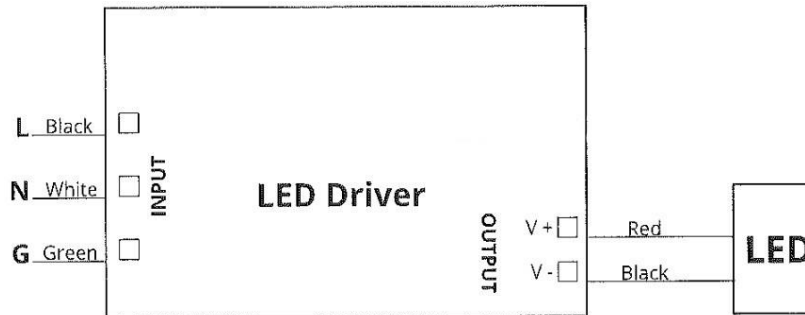 L Black
N White
G Green
INPUT
LED Driver
OUTPUT
V +
V -
Red
Black
LED